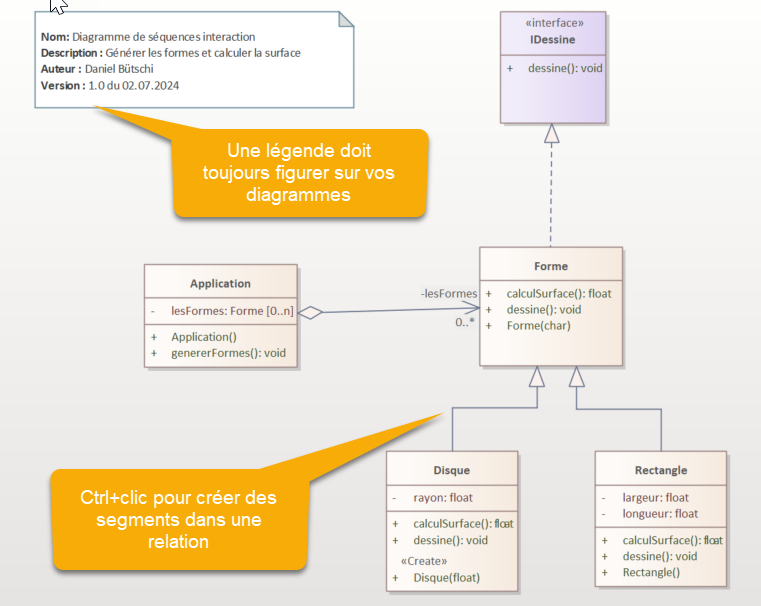 Nom: Diagramme de séquences interaction
Description : Générer les formes et calculer la surface
Auteur : Daniel Bütschi
Version : 1.0 du 02.07.2024
«interface»
IDessine
+ dessine(): void
Une légende doit
toujours figurer sur vos
diagrammes
Application
- lesFormes: Forme [0..n]
+ Application()
+ genererFormes(): void
-lesFormes
0..*
Forme
+ calculSurface(): float
+ dessine(): void
+ Forme(char)
Ctrl+clic pour créer des
segments dans une
relation
Disque
- rayon: float
+ calculSurface(): float
+ dessine(): void
«Create»
+ Disque(float)
Rectangle
- largeur: float
- longueur: float
+ calculSurface(): float
+ dessine(): void
+ Rectangle()